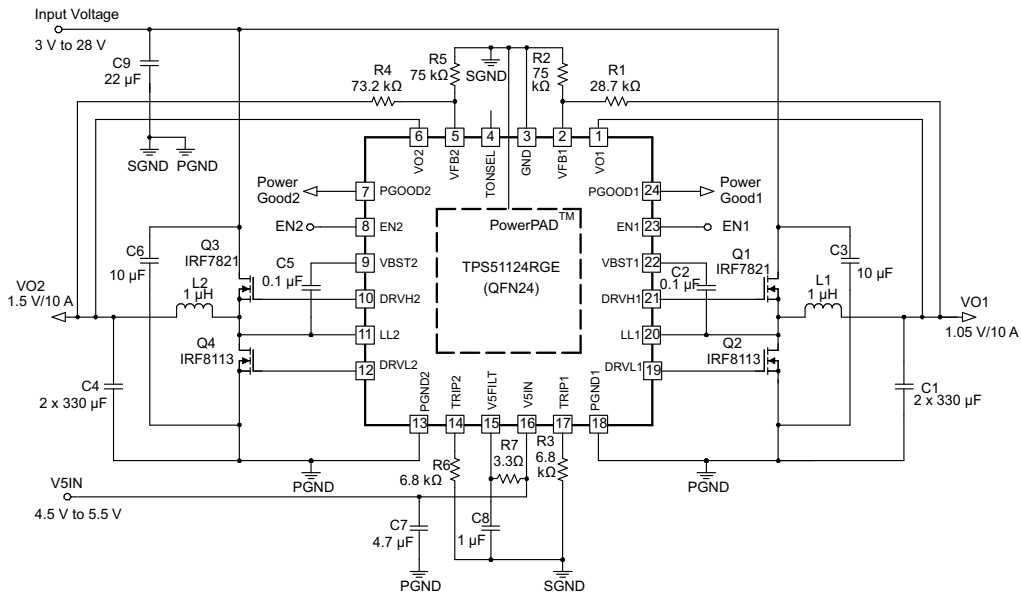 Input Voltage
3 V to 28 V
C9
22 µF
SGND
PGND
R4
73.2 kΩ
R5
75 kΩ
SGND
R2
75
kΩ
R1
28.7 kΩ
6
5
4
3
2
1
VO2
VFB2
TONSEL
GND
VFB1
VO1
Power
Good2
7
PGOOD2
PGOOD1
24
Power
Good1
EN2
8
EN2
EN1
23
EN1
PowerPAD™
TPS51124RGE
(QFN24)
C6
10 µF
Q3
IRF7821
C5
0.1 µF
9
VBST2
VBST1
22
C2
0.1 µF
Q1
IRF7821
C3
10 µF
10
DRVH2
DRVH1
21
VO2
1.5 V/10 A
L2
1 µH
11
LL2
LL1
20
L1
1 µH
VO1
1.05 V/10 A
Q4
IRF8113
12
DRVL2
DRVL1
19
Q2
IRF8113
C4
2 x 330 µF
C1
2 x 330 µF
PGND2
TRIP2
V5FILT
V5IN
TRIP1
PGND1
13
14
15
16
17
18
PGND
R6
6.8 kΩ
R7
3.3Ω
R3
6.8
kΩ
PGND
V5IN
4.5 V to 5.5 V
C7
4.7 µF
C8
1 µF
PGND
SGND